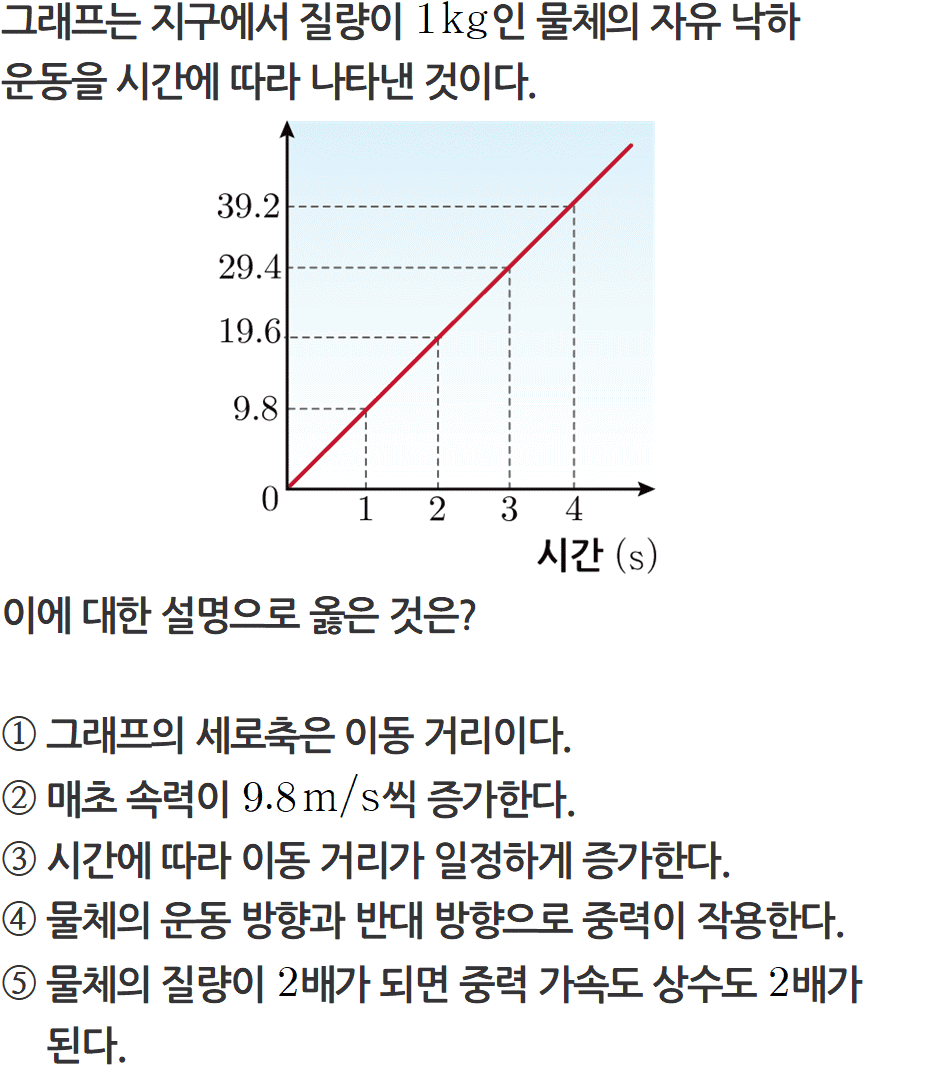 그래프는 지구에서 질량이 1kg인 물체의 자유 낙하
운동을 시간에 따라 나타낸 것이다.
39.2
29.4
19.6
9.8
0
1 2 3 4
시간 (s)
이에 대한 설명으로 옳은 것은?
① 그래프의 세로축은 이동 거리이다.
② 매초 속력이 9.8m/s씩 증가한다.
③ 시간에 따라 이동 거리가 일정하게 증가한다.
④ 물체의 운동 방향과 반대 방향으로 중력이 작용한다.
⑤ 물체의 질량이 2배가 되면 중력 가속도 상수도 2배가
된다.